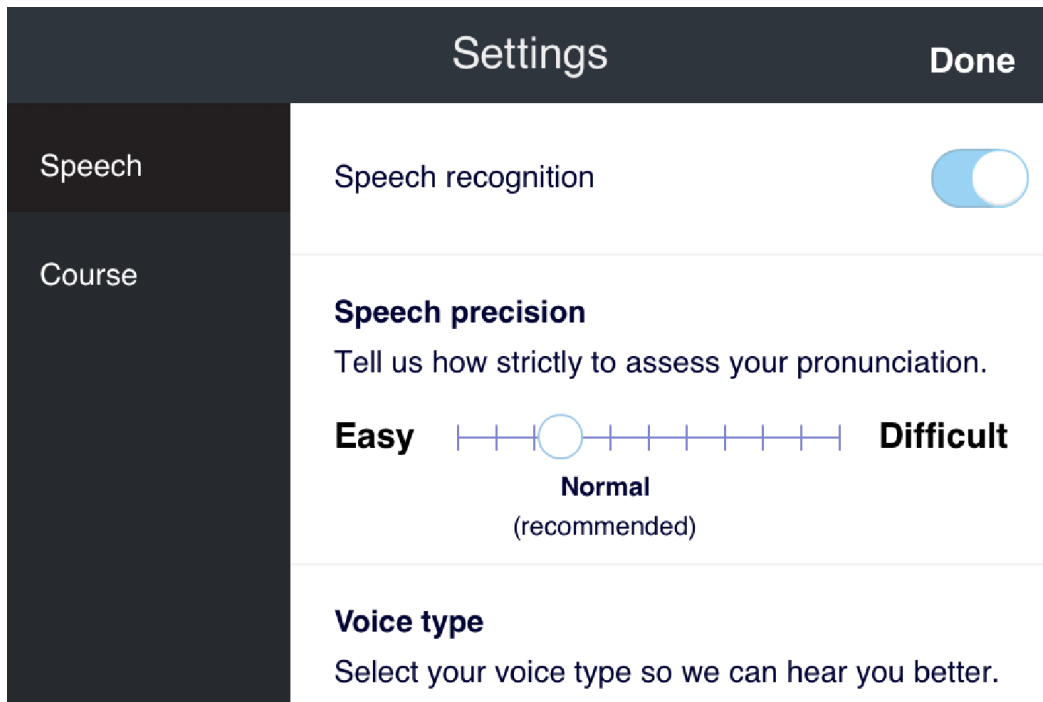 Settings
Done
Speech
Course
Speech recognition
Speech precision
Tell us how strictly to assess your pronunciation.
Easy
Difficult
Normal
(recommended)
Voice type
Select your voice type so we can hear you better.